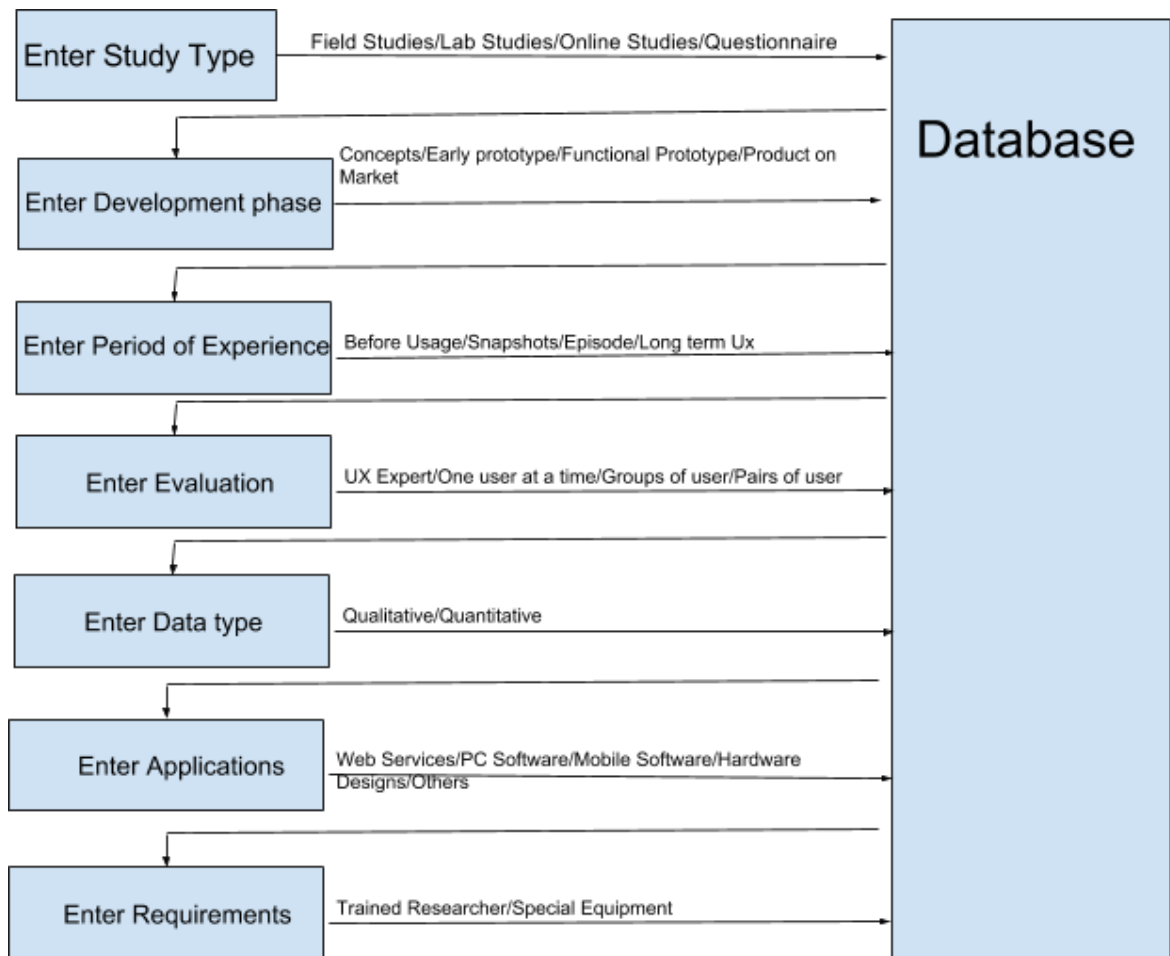 Enter Study Type
Field Studies/Lab Studies/Online Studies/Questionnaire
Database
Concepts/Early prototype/Functional Prototype/Product on
Market
Enter Development phase
Enter Period of Experience
Before Usage/Snapshots/Episode/Long term Ux
Enter Evaluation
UX Expert/One user at a time/Groups of user/Pairs of user
Enter Data type
Qualitative/Quantitative
Enter Applications
Web Services/PC Software/Mobile Software/Hardware
Designs/Others
Enter Requirements
Trained Researcher/Special Equipment